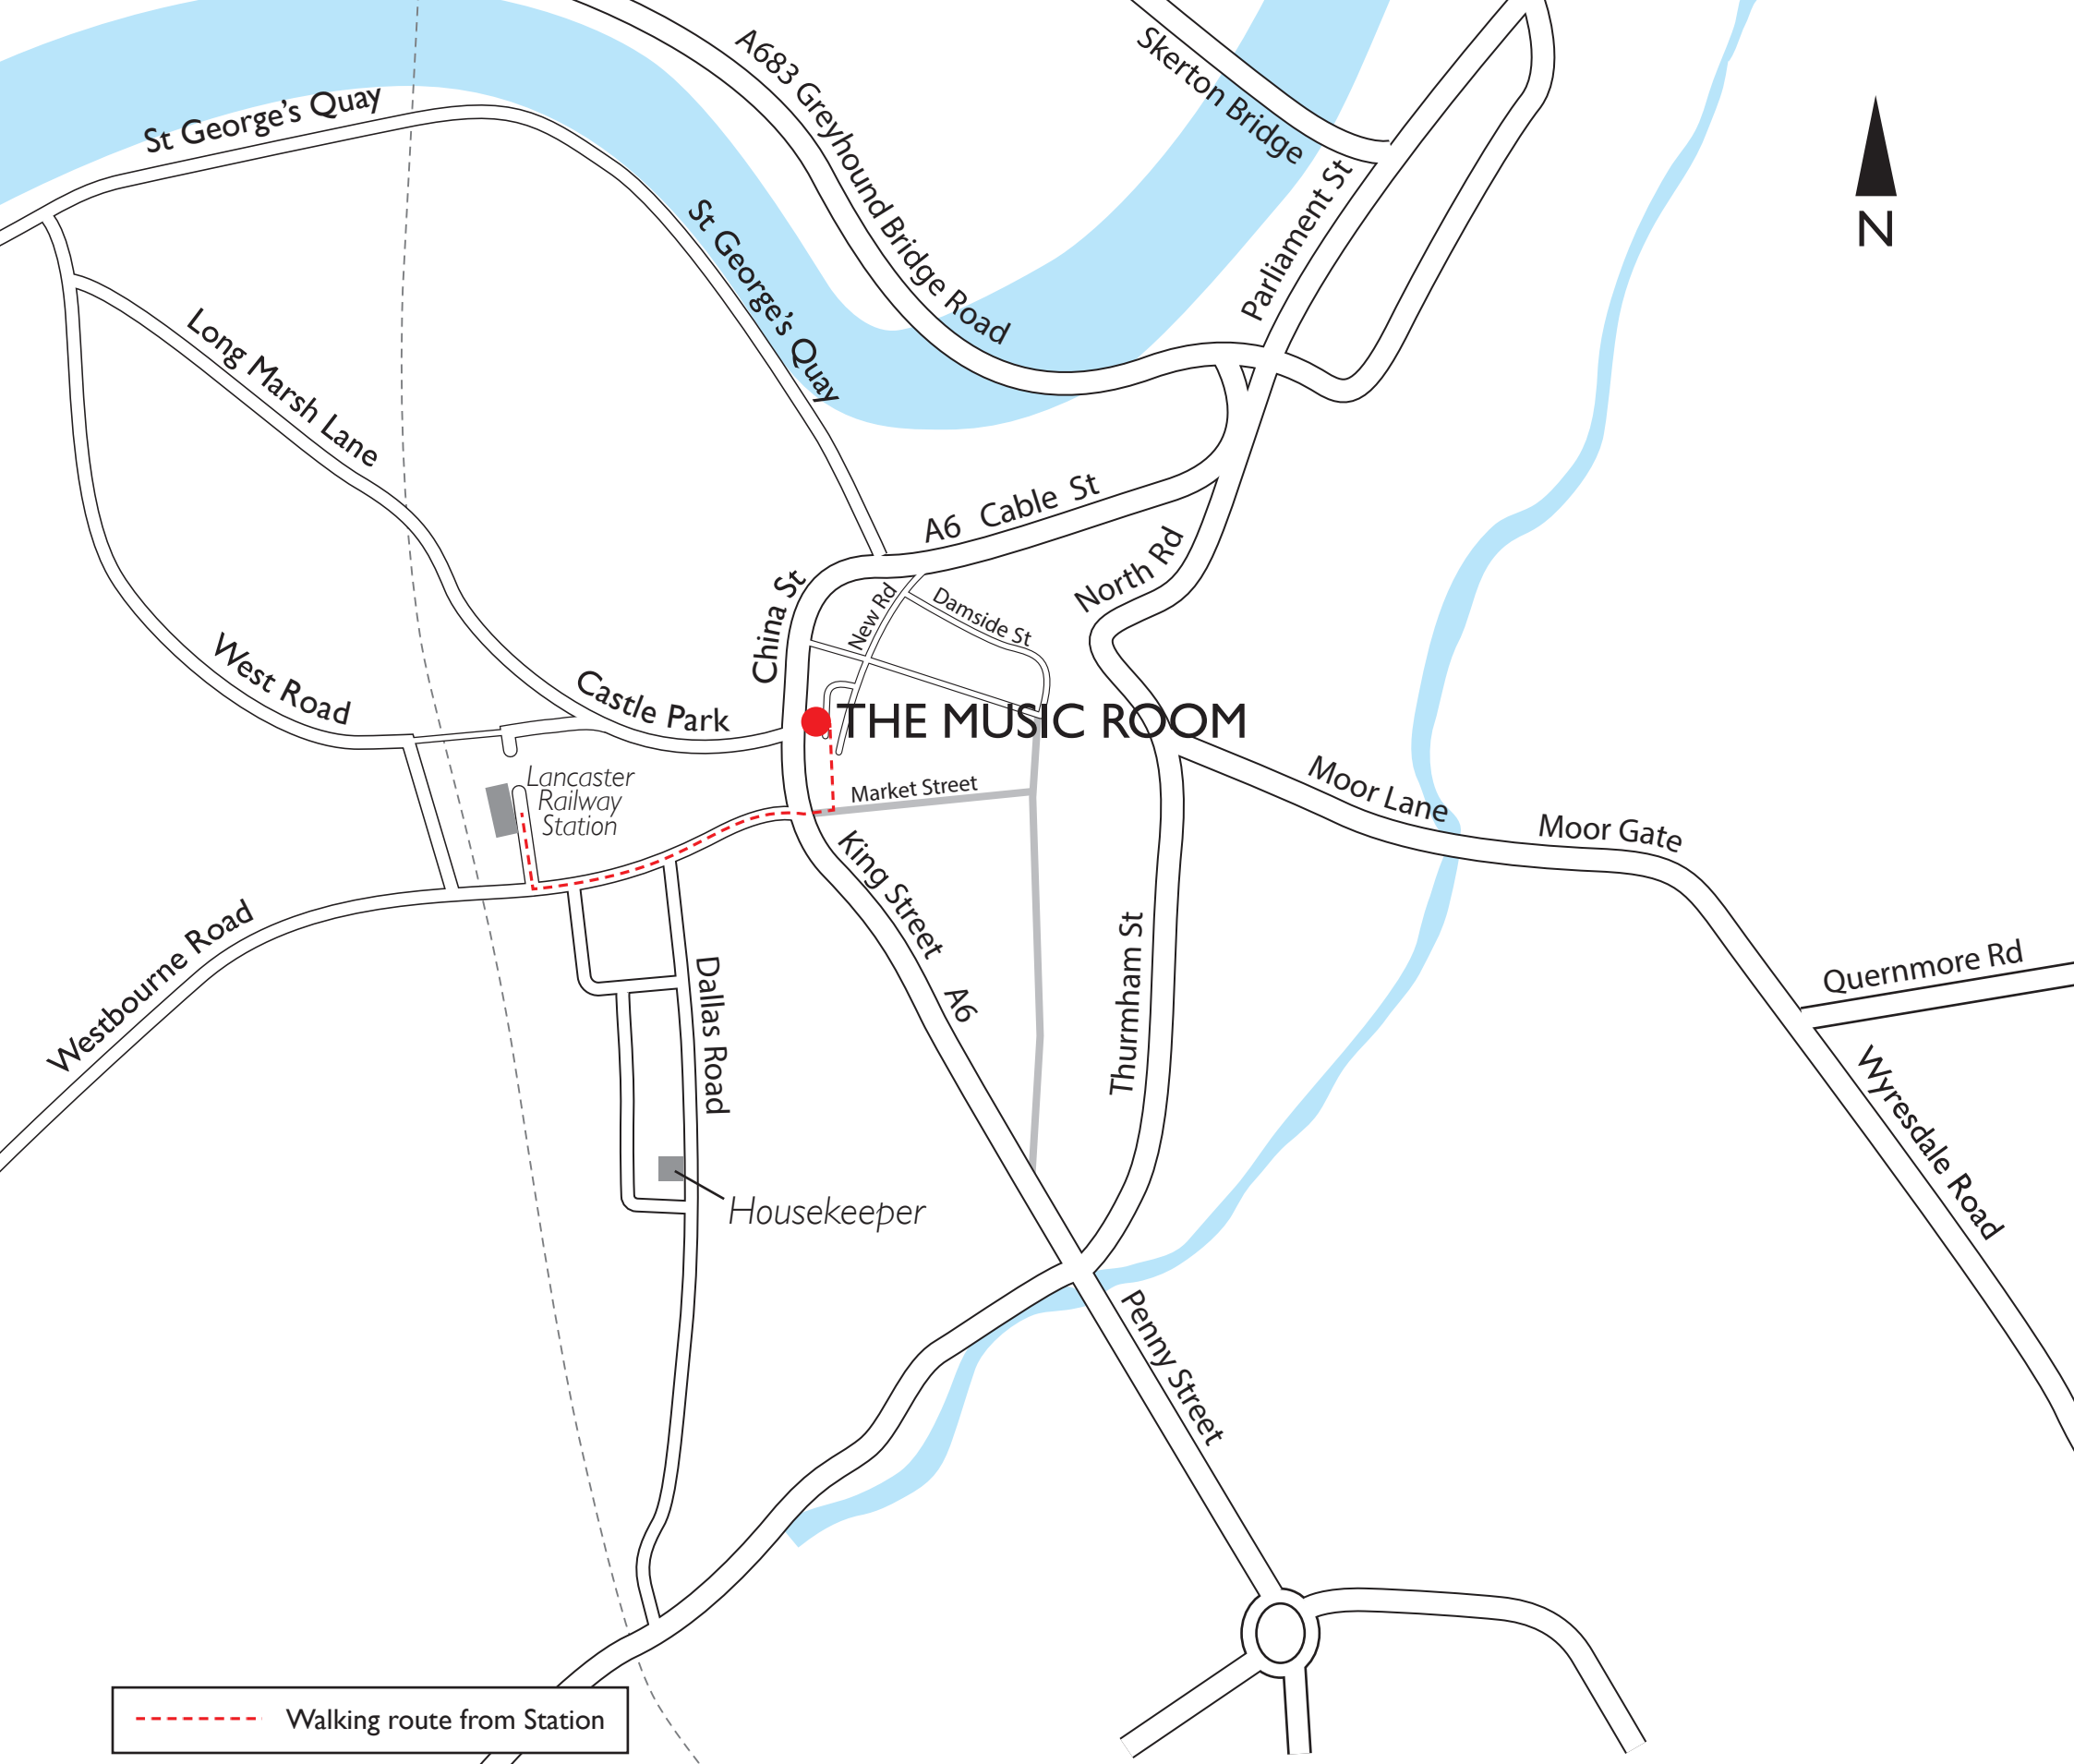 A683 Greyhound Bridge Road
Skerton Bridge
St George's Quay
Parliament St
St George's Quay
N
Long Marsh Lane
A6 Cable St
North Rd
China St
New Rd
Damside St
West Road
Castle Park
THE MUSIC ROOM
Lancaster
Railway
Station
Market Street
Moor Lane
Moor Gate
King Street A6
Westbourne Road
Dallas Road
Thurmham St
Quernmore Rd
Wyresdale Road
Housekeeper
Penny Street
Walking route from Station